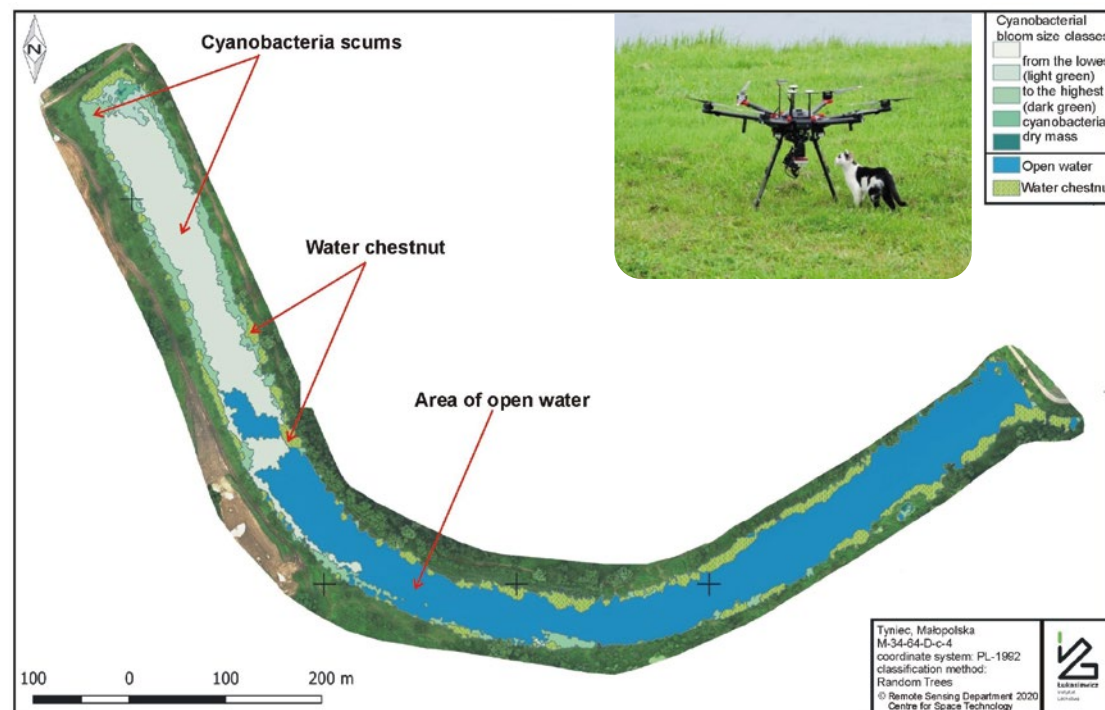 N
Cyanobacteria scums
Water chestnut
Area of open water
Cyanobacterial
bloom size classes
from the lowes
(light green)
to the highest
(dark green)
cyanobacteria
dry mass
Open water
Water chestnu
100 0 100 200 m
Tyniec, Małopolska
M-34-64-D-c-4
coordinate system: PL-1992
classification method:
Random Trees
© Remote Sensing Department 2020
Centre for Space Technology
Łukasiewicz